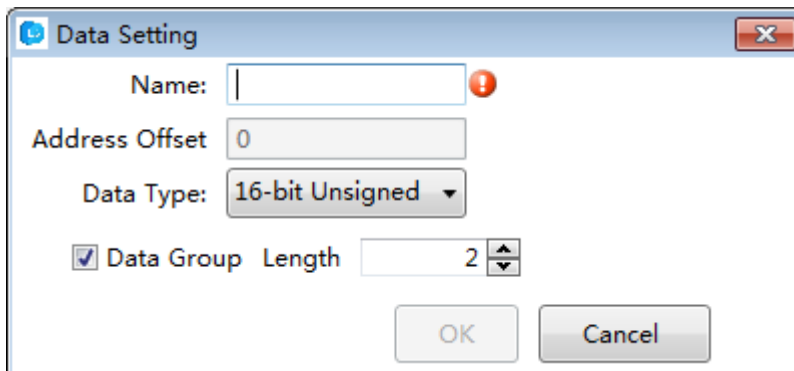 Data Setting
Name:
Address Offset 0
Data Type: 16-bit Unsigned
Data Group Length 2
OK Cancel